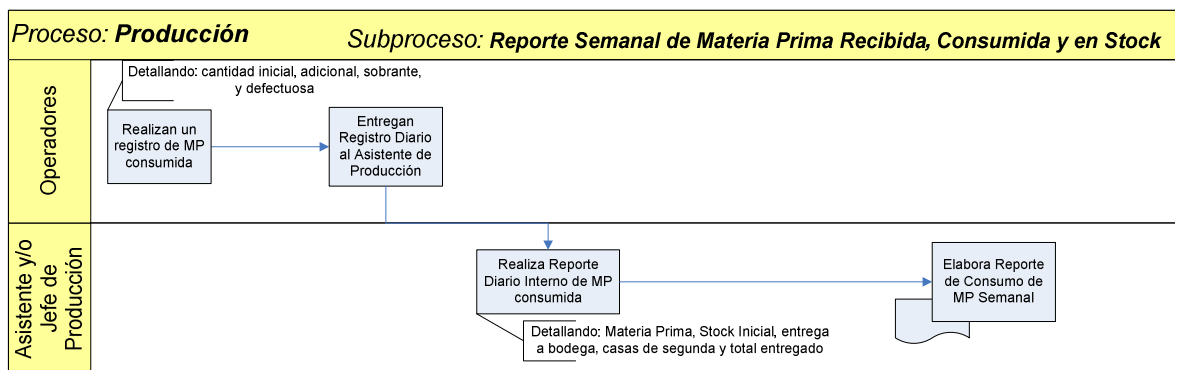 Proceso: Producción
Subproceso: Reporte Semanal de Materia Prima Recibida, Consumida y en Stock
Operadores
Detallando: cantidad inicial, adicional, sobrante,
y defectuosa
Realizan un
registro de MP
consumida
Entregan
Registro Diario
al Asistente de
Producción
Asistente y/o
Jefe de
Producción
Realiza Reporte
Diario Interno de MP
consumida
Detallando: Materia Prima, Stock Inicial, entrega
a bodega, casas de segunda y total entregado
Elabora Reporte
de Consumo de
MP Semanal